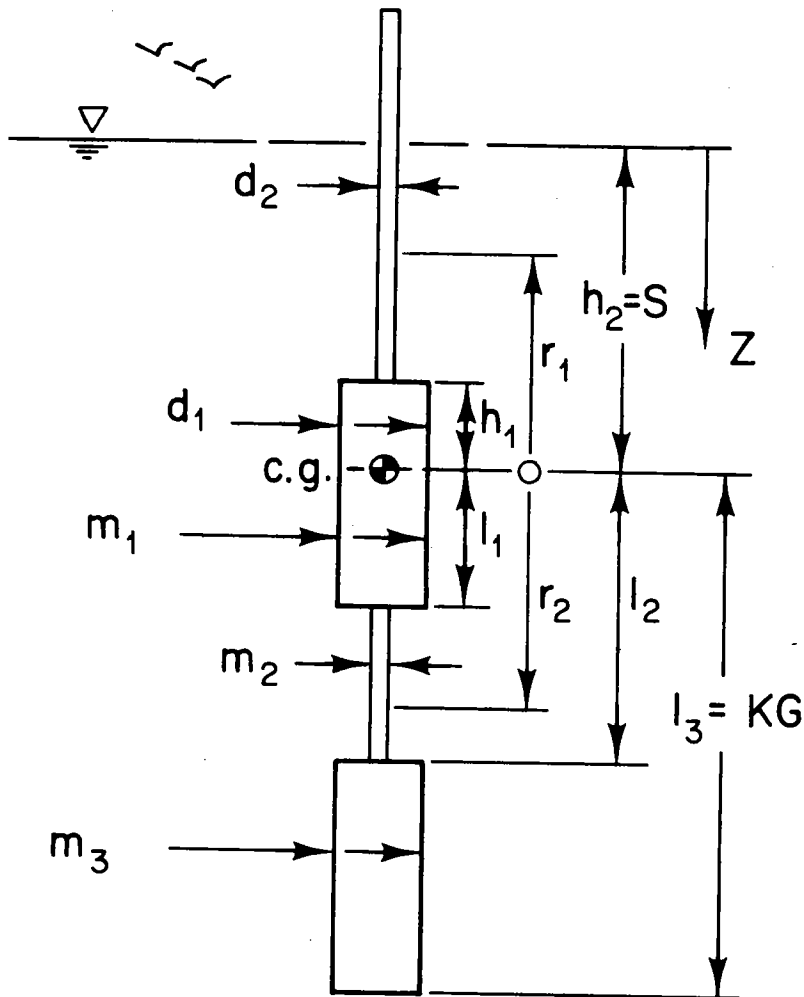 d₂
h₂=S
Z
r₁
d₁
h₁
c.g.
m₁
l₁
r₂
l₂
m₂
l₃= KG
m₃